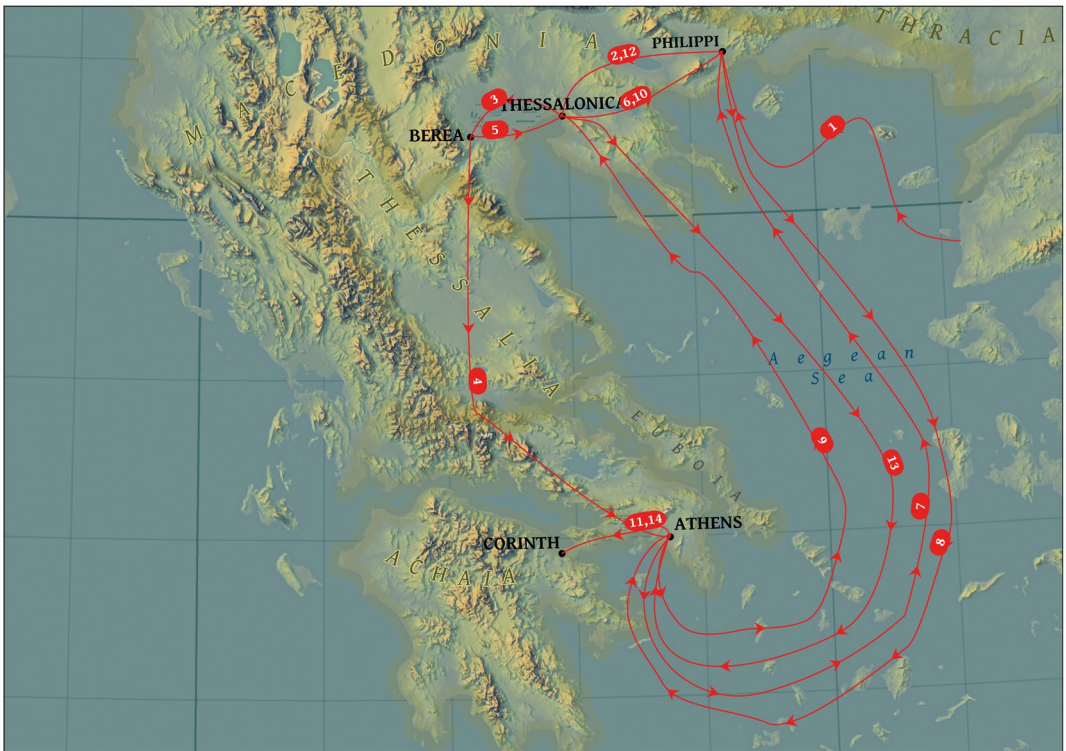 THRACIA
MACEDONIA
PHILIPPI
2,12
3
THESSALONICA
6,10
1
BEREA
5
THESSALIA
Aegean
Sea
4
EUBOIA
9
13
7
8
11,14
ATHENS
CORINTH
ACHAIA